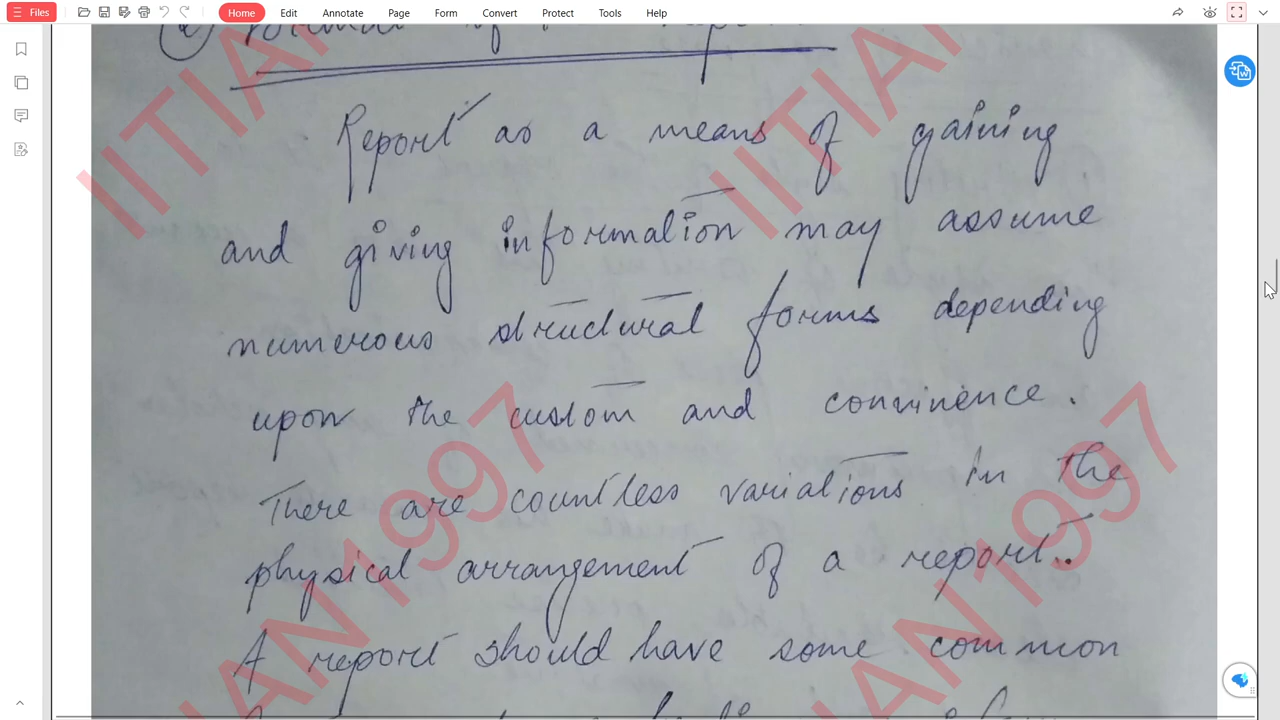 Files
Home
Edit
Annotate
Page
Form
Convert
Protect
Tools
Help
Report as a means of gaining
and giving information may assume
numerous structural forms depending
upon the custom and convinience.
There are countless variations in the
physical arrangement of a report..
A report should have some common
IITIAN1997